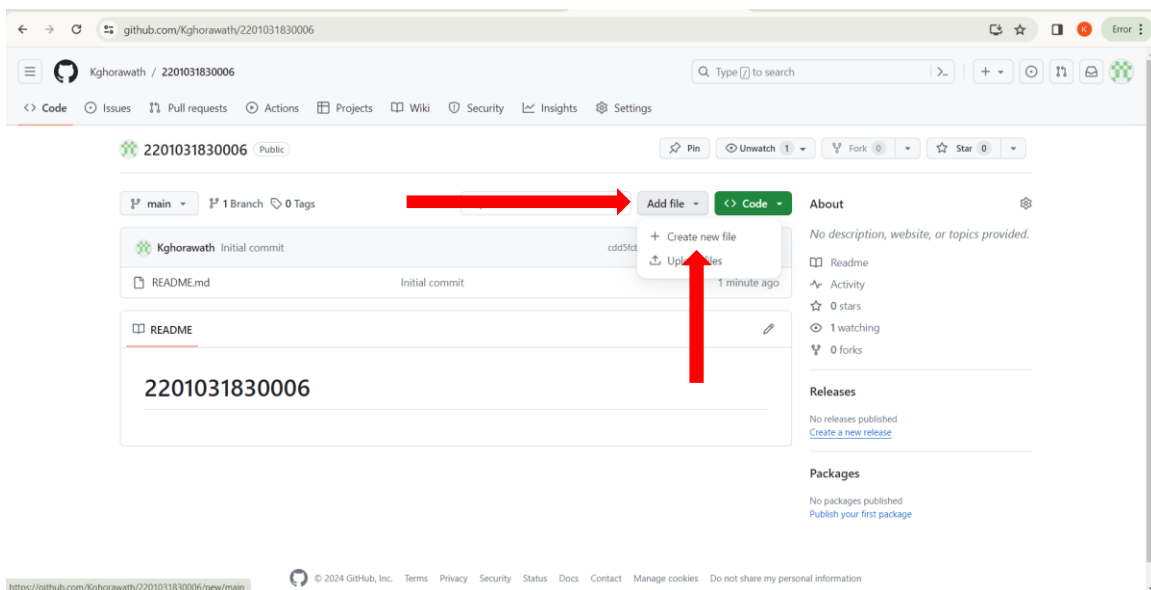 github.com/Kghorawath/2201031830006
K
Error
Kghorawath / 2201031830006
Type / to search
Code Issues Pull requests Actions Projects Wiki Security Insights Settings
2201031830006 Public
Pin Unwatch 1 Fork 0 Star 0
main 1 Branch 0 Tags
Add file Code
Create new file
files
Kghorawath Initial commit
README.md Initial commit 1 minute ago
README
2201031830006
About
No description, website, or topics provided.
Readme
Activity
0 stars
1 watching
0 forks
Releases
No releases published
Create a new release
Packages
No packages published
Publish your first package
© 2024 GitHub, Inc. Terms Privacy Security Status Docs Contact Manage cookies Do not share my personal information
https://github.com/Kghorawath/2201031830006/new/main